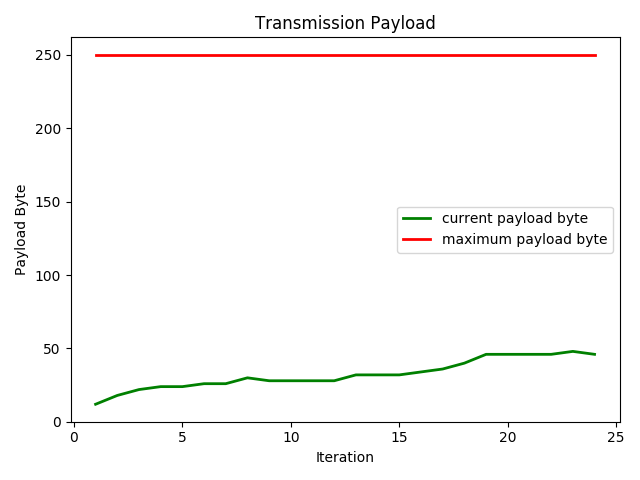 Transmission Payload
250
200
150
100
50
0
Payload Byte
current payload byte
maximum payload byte
0 5 10 15 20 25
Iteration